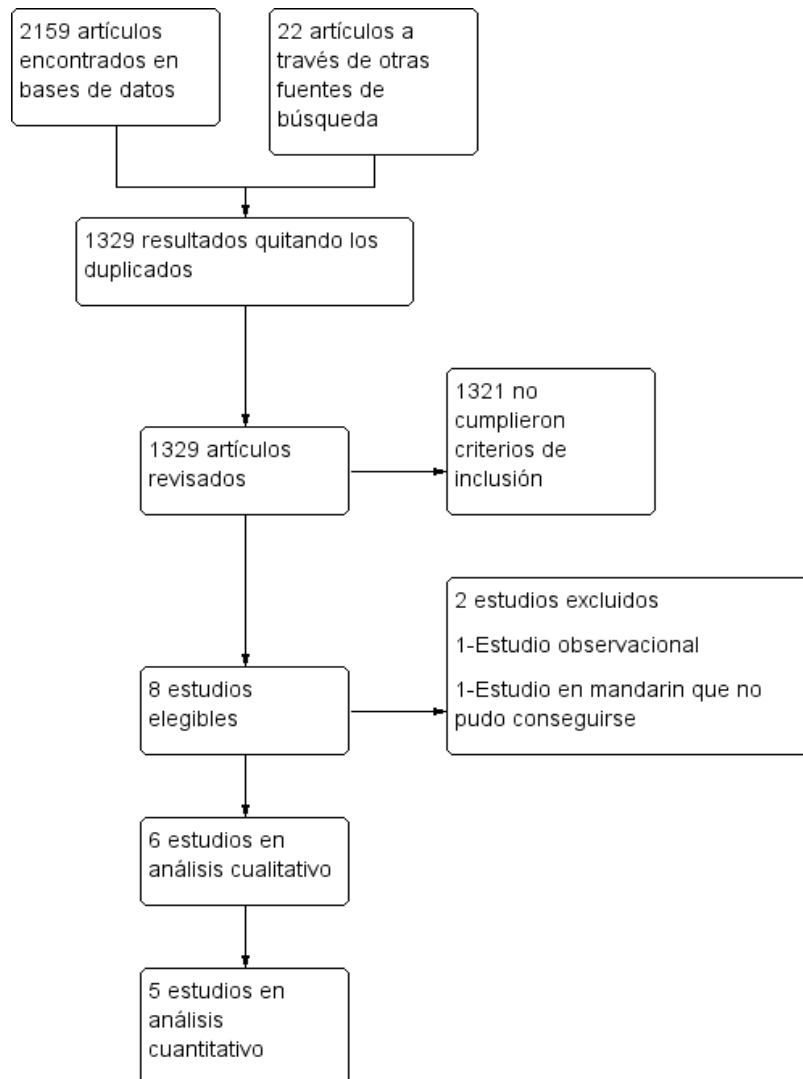 2159 artículos
encontrados en
bases de datos
22 artículos a
través de otras
fuentes de
búsqueda
1329 resultados quitando los
duplicados
1329 artículos
revisados
1321 no
cumplieron
criterios de
inclusión
8 estudios
elegibles
2 estudios excluidos
1-Estudio observacional
1-Estudio en mandarin que no
pudo conseguirse
6 estudios en
análisis cualitativo
5 estudios en
análisis
cuantitativo